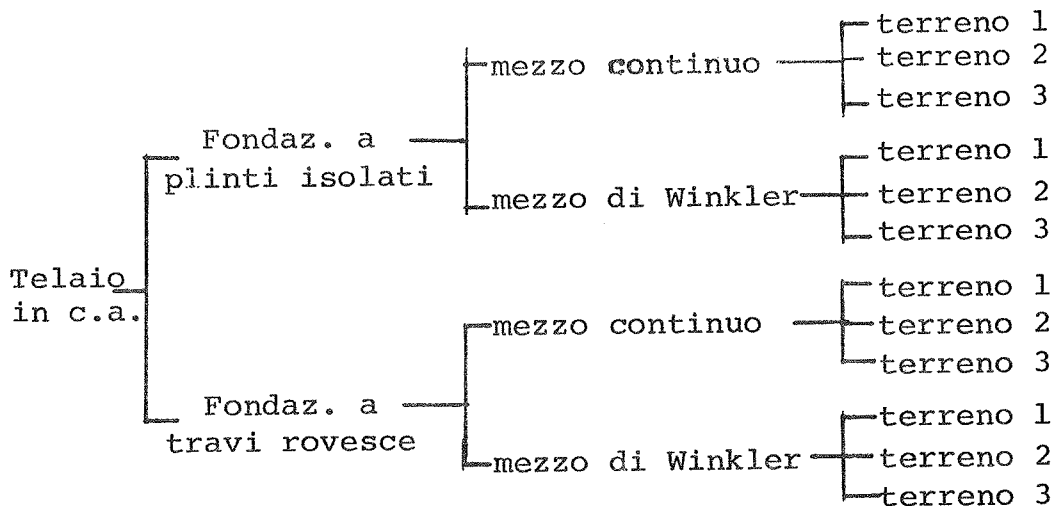 Telaio
in c.a.
Fondaz. a
plinti isolati
mezzo continuo
terreno 1
terreno 2
terreno 3
mezzo di Winkler
terreno 1
terreno 2
terreno 3
Fondaz. a
travi rovesce
mezzo continuo
terreno 1
terreno 2
terreno 3
mezzo di Winkler
terreno 1
terreno 2
terreno 3